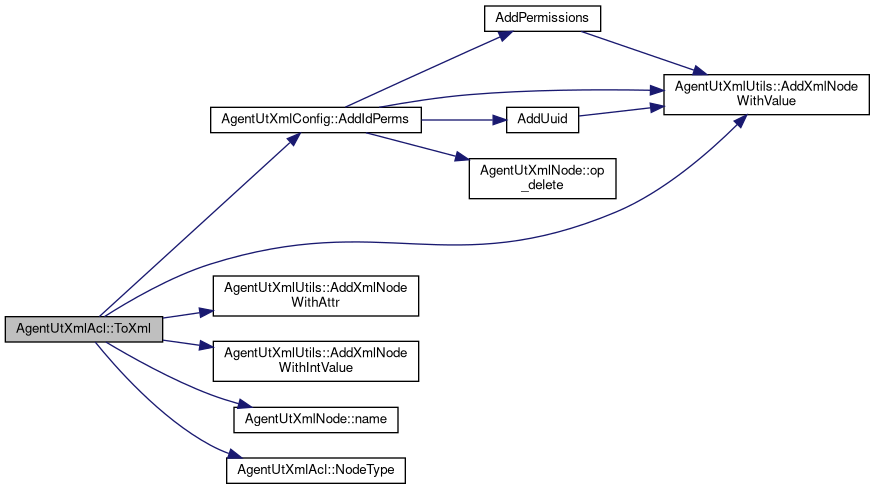 AddPermissions
AgentUtXmlUtils::AddXmlNode
WithValue
AgentUtXmlConfig::AddIdPerms
AddUuid
AgentUtXmlNode::op
_delete
AgentUtXmlUtils::AddXmlNode
WithAttr
AgentUtXmlAcl::ToXml
AgentUtXmlUtils::AddXmlNode
WithIntValue
AgentUtXmlNode::name
AgentUtXmlAcl::NodeType